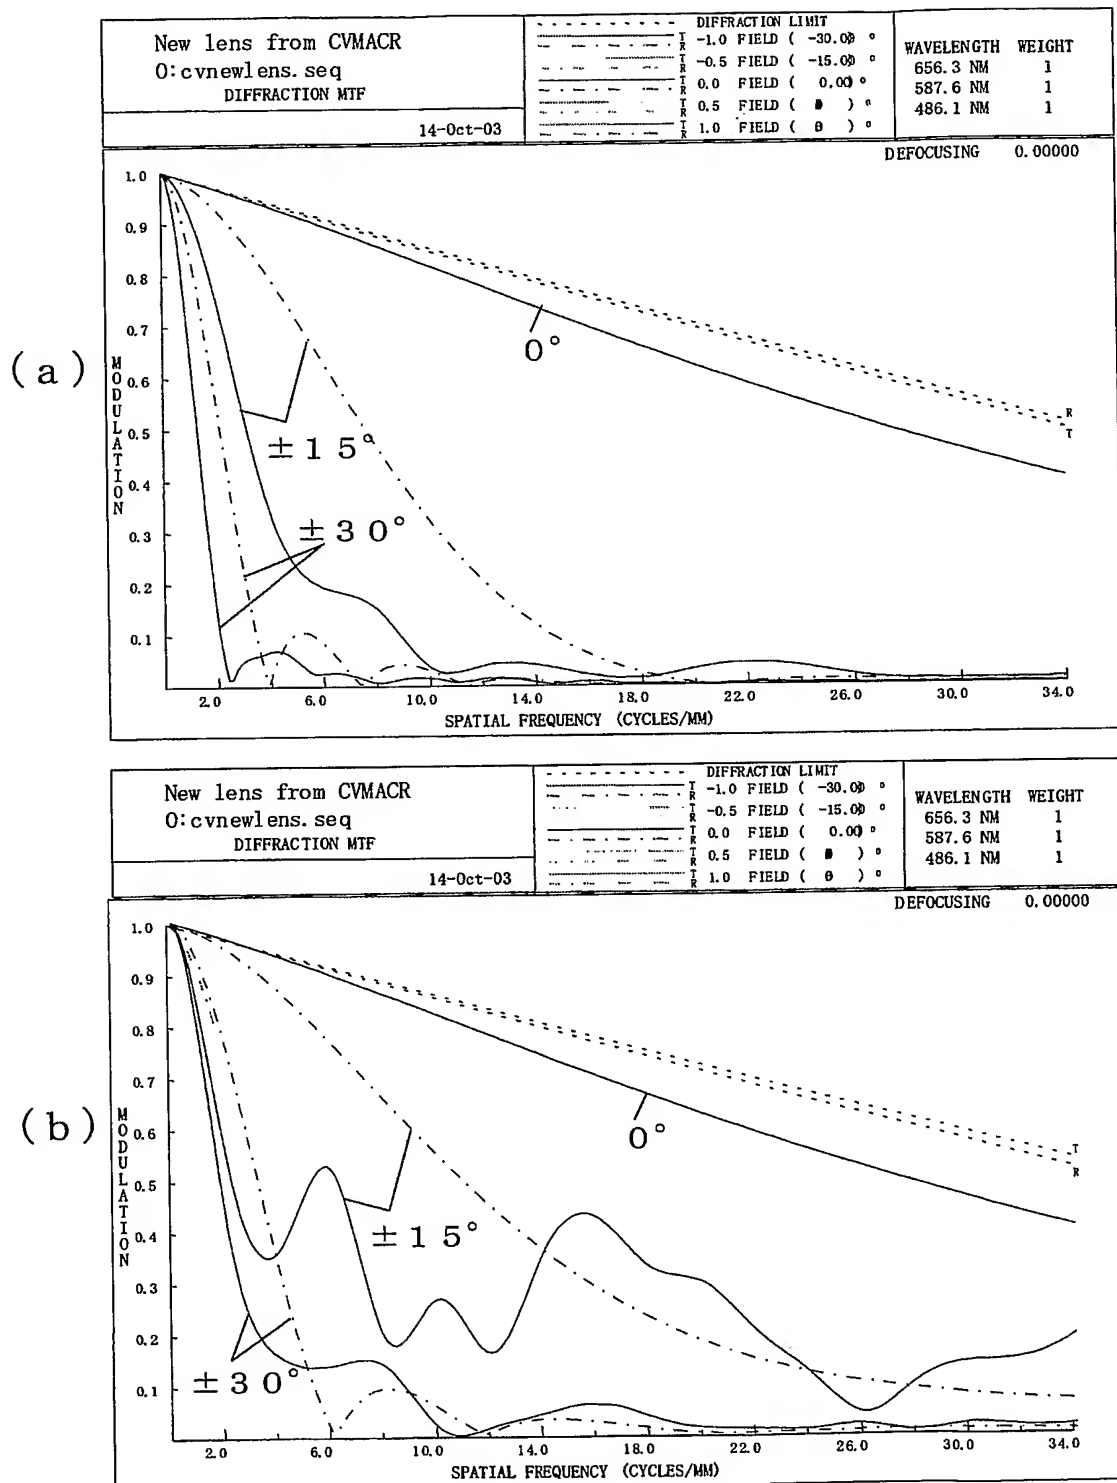 (a)
New lens from CVMACR
O:cvnewlens.seq
DIFFRACTION MTF
14-Oct-03
DIFFRACTION LIMIT
T
R -1.0 FIELD ( -30.00) °
T
R -0.5 FIELD ( -15.00) °
T
R 0.0 FIELD ( 0.00) °
T
R 0.5 FIELD ( ) °
T
R 1.0 FIELD ( ) °
WAVELENGTH WEIGHT
656.3 NM 1
587.6 NM 1
486.1 NM 1
DEFOCUSING 0.00000
1.0
0.9
0.8
0.7
0.6
0.5
0.4
0.3
0.2
0.1
MODULATION
0°
±15°
±30°
R
T
2.0 6.0 10.0 14.0 18.0 22.0 26.0 30.0 34.0
SPATIAL FREQUENCY (CYCLES/MM)
(b)
New lens from CVMACR
O:cvnewlens.seq
DIFFRACTION MTF
14-Oct-03
DIFFRACTION LIMIT
T
R -1.0 FIELD ( -30.00) °
T
R -0.5 FIELD ( -15.00) °
T
R 0.0 FIELD ( 0.00) °
T
R 0.5 FIELD ( ) °
T
R 1.0 FIELD ( ) °
WAVELENGTH WEIGHT
656.3 NM 1
587.6 NM 1
486.1 NM 1
DEFOCUSING 0.00000
1.0
0.9
0.8
0.7
0.6
0.5
0.4
0.3
0.2
0.1
MODULATION
0°
±15°
±30°
T
R
2.0 6.0 10.0 14.0 18.0 22.0 26.0 30.0 34.0
SPATIAL FREQUENCY (CYCLES/MM)